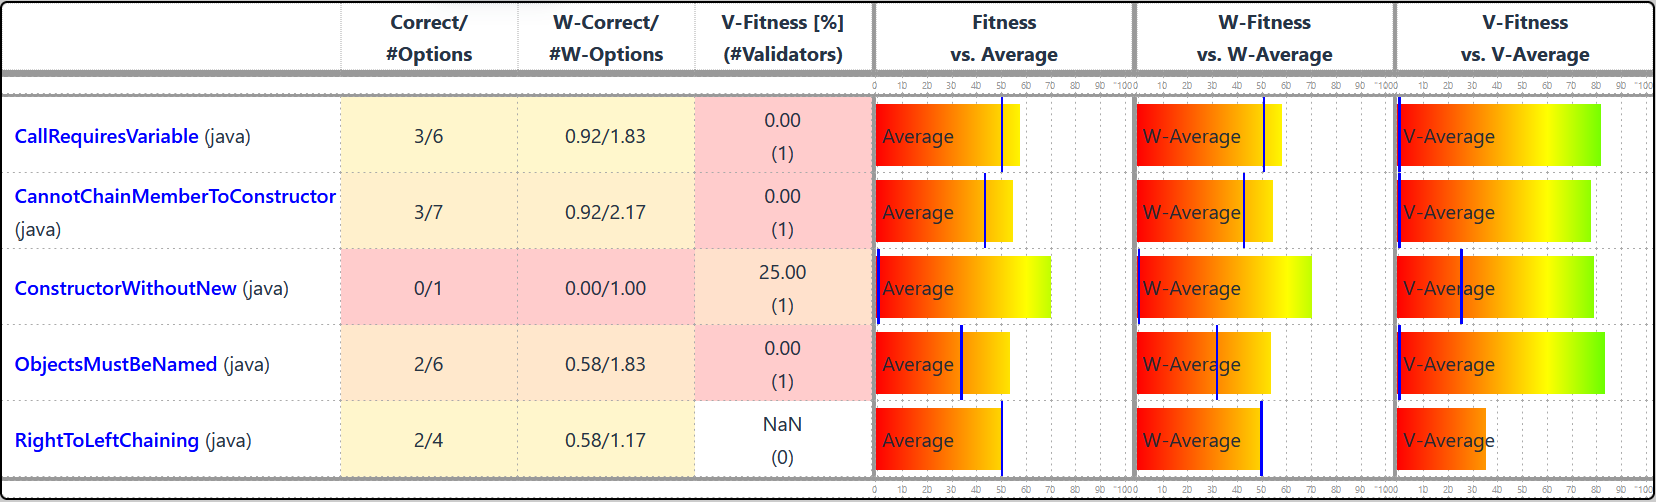 Correct/ W-Correct/ V-Fitness [%] Fitness W-Fitness V-Fitness
#Options #W-Options (#Validators) vs. Average vs. W-Average vs. V-Average
0 10 20 30 40 50 60 70 80 90 ~100 0 10 20 30 40 50 60 70 80 90 ~100 0 10 20 30 40 50 60 70 80 90 ~100
CallRequiresVariable (java) 3/6 0.92/1.83 0.00 (1) Average W-Average V-Average
CannotChainMemberToConstructor
(java) 3/7 0.92/2.17 0.00 (1) Average W-Average V-Average
ConstructorWithoutNew (java) 0/1 0.00/1.00 25.00 (1) Average W-Average V-Average
ObjectsMustBeNamed (java) 2/6 0.58/1.83 0.00 (1) Average W-Average V-Average
RightToLeftChaining (java) 2/4 0.58/1.17 NaN (0) Average W-Average V-Average
0 10 20 30 40 50 60 70 80 90 ~100 0 10 20 30 40 50 60 70 80 90 ~100 0 10 20 30 40 50 60 70 80 90 ~100